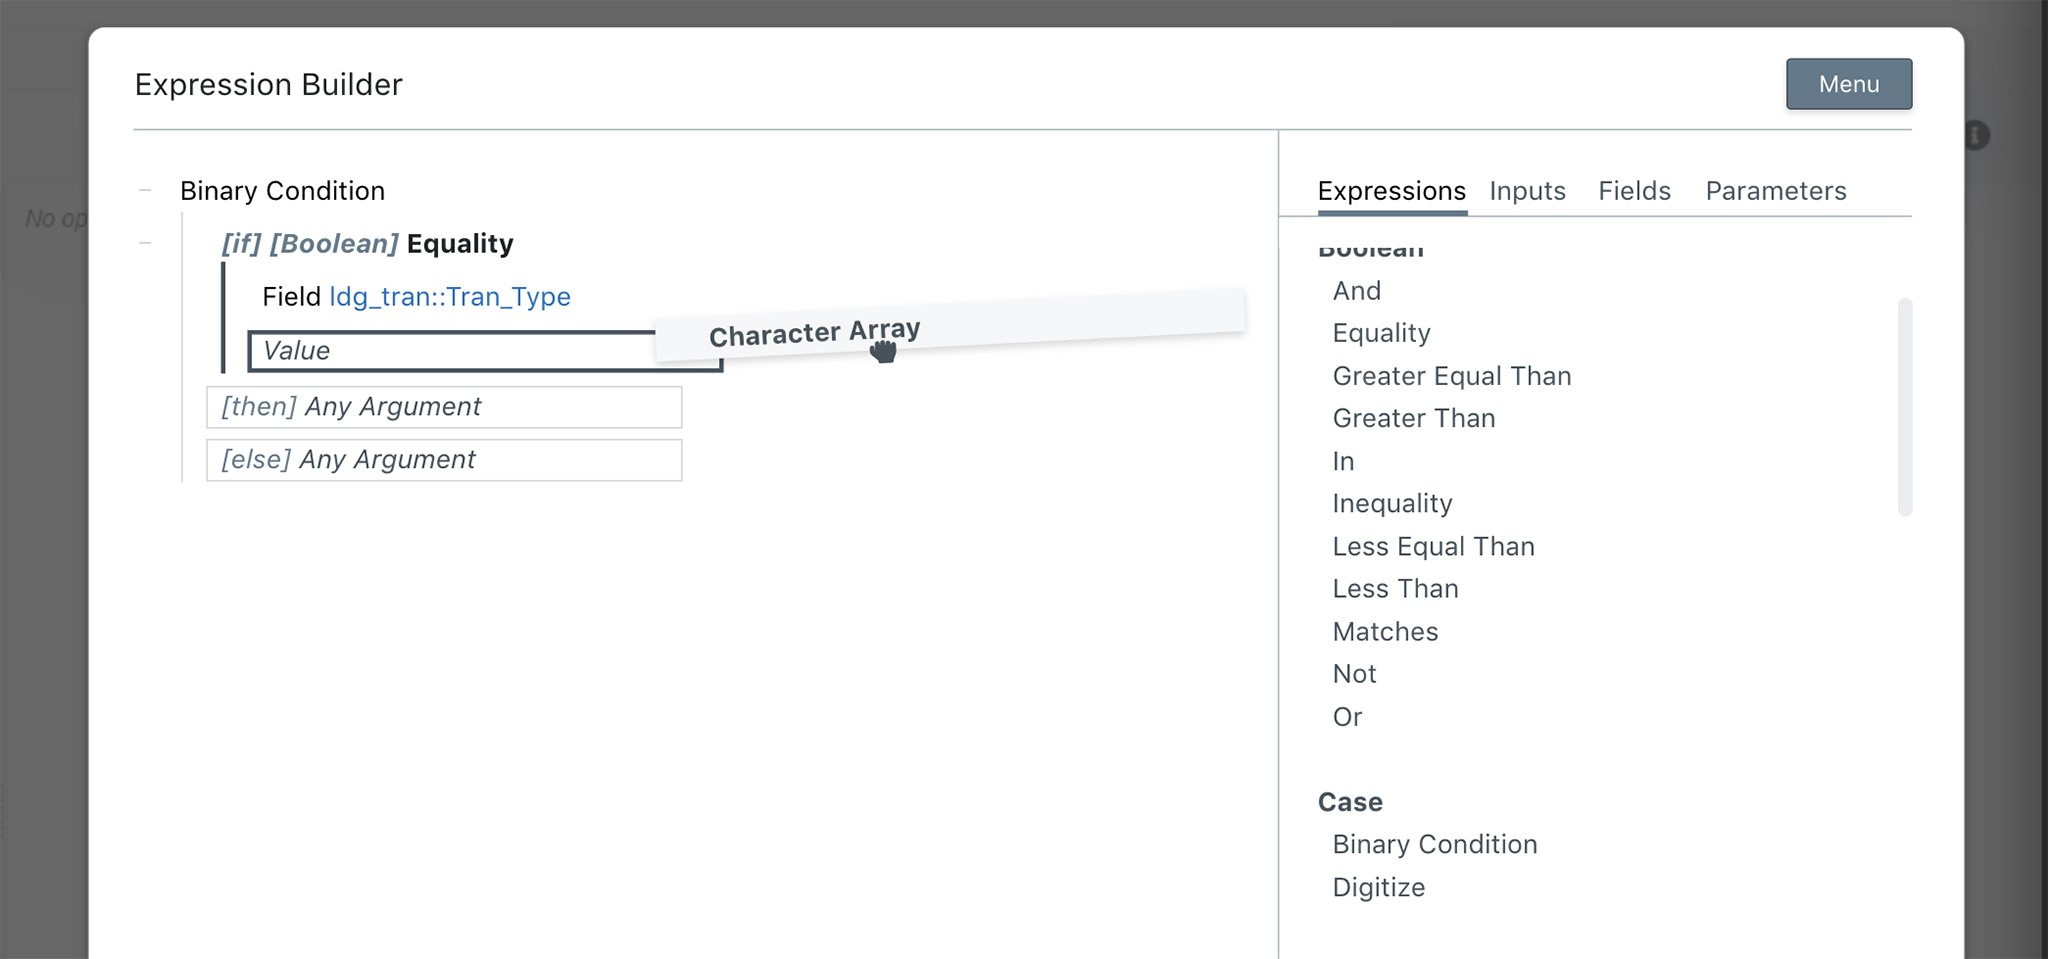 Expression Builder
Menu
No op
Binary Condition
[if] [Boolean] Equality
Field ldg_tran::Tran_Type
Value
Character Array
[then] Any Argument
[else] Any Argument
Expressions Inputs Fields Parameters
Boolean
And
Equality
Greater Equal Than
Greater Than
In
Inequality
Less Equal Than
Less Than
Matches
Not
Or
Case
Binary Condition
Digitize